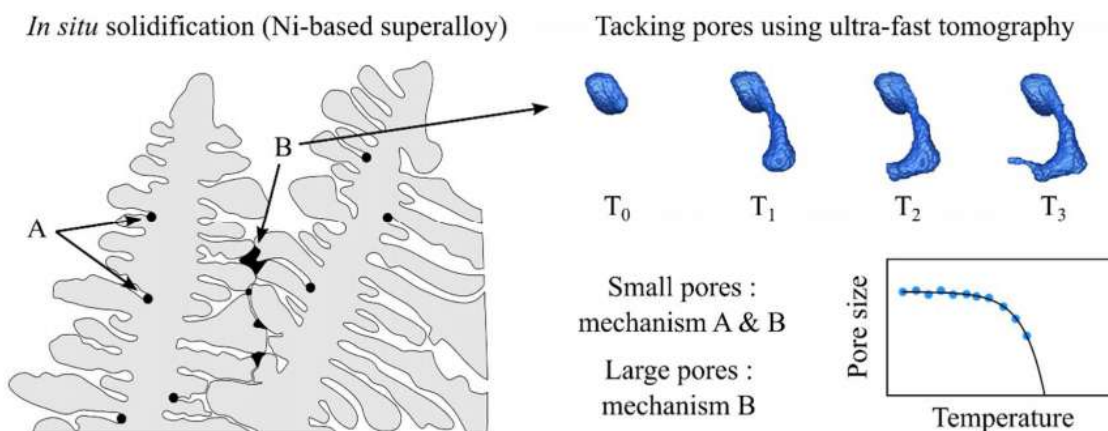 In situ solidification (Ni-based superalloy)
Tacking pores using ultra-fast tomography
A
B
T0
T1
T2
T3
Small pores :
mechanism A & B
Large pores :
mechanism B
Pore size
Temperature